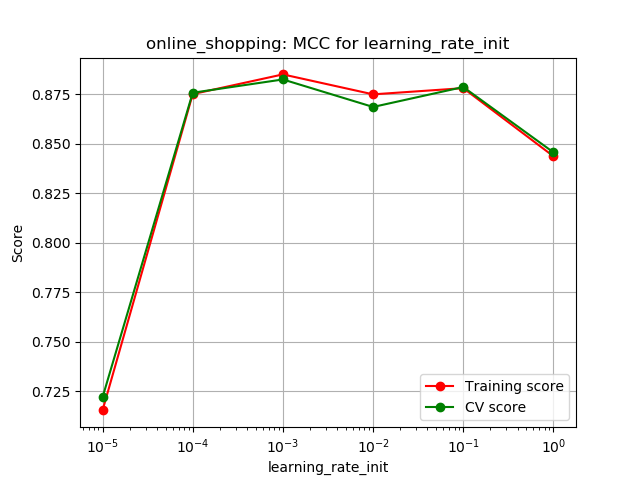 online_shopping: MCC for learning_rate_init
Score
0.875
0.850
0.825
0.800
0.775
0.750
0.725
Training score
CV score
10⁻⁵ 10⁻⁴ 10⁻³ 10⁻² 10⁻¹ 10⁰
learning_rate_init